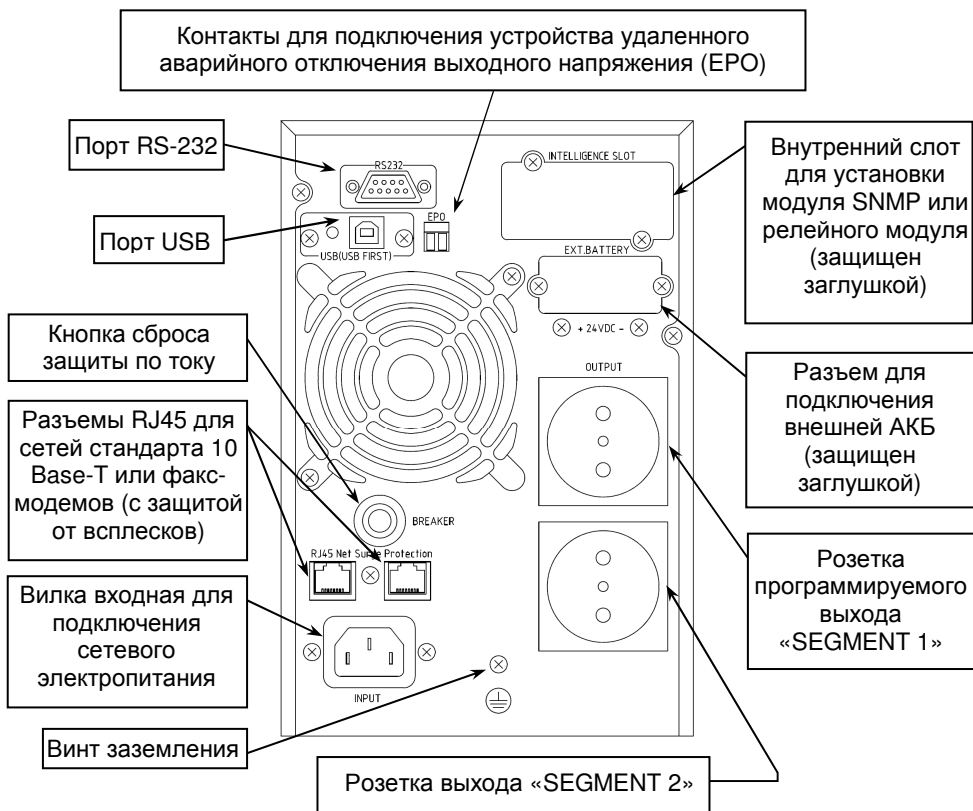 Контакты для подключения устройства удаленного
аварийного отключения выходного напряжения (EPO)
Порт RS-232
Порт USB
Кнопка сброса
защиты по току
Разъемы RJ45 для
сетей стандарта 10
Base-T или факс-
модемов (с защитой
от всплесков)
Вилка входная для
подключения
сетевого
электропитания
Винт заземления
RS232
EPO
USB(USB FIRST)
INTELLIGENCE SLOT
EXT.BATTERY
+ 24VDC -
OUTPUT
BREAKER
RJ45 Net Surge Protection
INPUT
Внутренний слот
для установки
модуля SNMP или
релейного модуля
(защищен
заглушкой)
Разъем для
подключения
внешней АКБ
(защищен
заглушкой)
Розетка
программируемого
выхода
«SEGMENT 1»
Розетка выхода «SEGMENT 2»